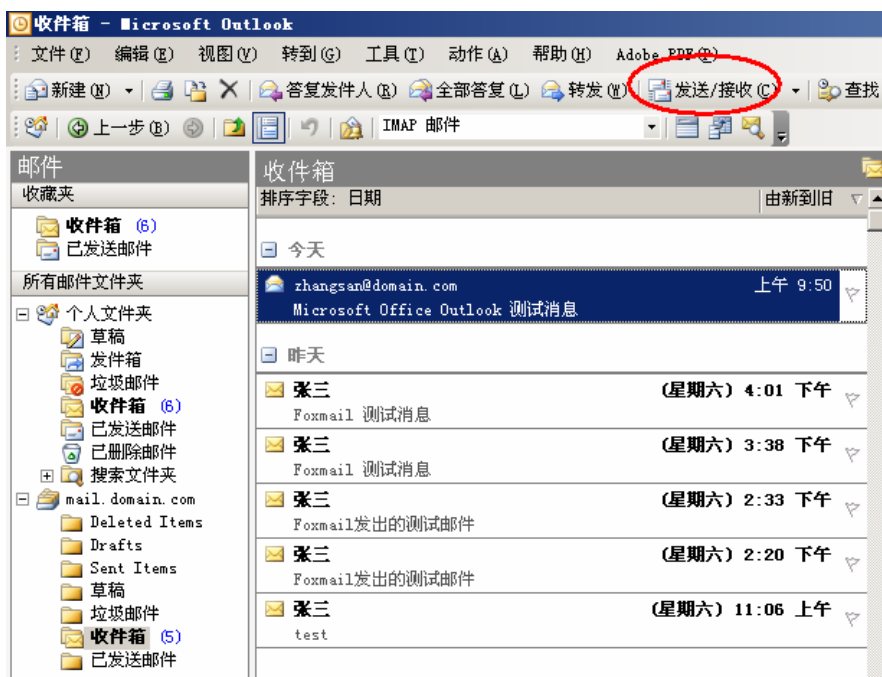 收件箱 - Microsoft Outlook
文件(F) 编辑(E) 视图(V) 转到(G) 工具(T) 动作(A) 帮助(H) Adobe PDF(P)
新建(N) 答复发件人(R) 全部答复(L) 转发(W) 发送/接收(C) 查找
上一步(B) IMAP 邮件
邮件
收藏夹
收件箱 (6)
已发送邮件
所有邮件文件夹
个人文件夹
草稿
发件箱
垃圾邮件
收件箱 (6)
已发送邮件
已删除邮件
搜索文件夹
mail.domain.com
Deleted Items
Drafts
Sent Items
草稿
垃圾邮件
收件箱 (5)
已发送邮件
收件箱
排序字段: 日期 由新到旧
今天
zhangsan@domain.com 上午 9:50
Microsoft Office Outlook 测试消息
昨天
张三 (星期六) 4:01 下午
Foxmail 测试消息
张三 (星期六) 3:38 下午
Foxmail 测试消息
张三 (星期六) 2:33 下午
Foxmail发出的测试邮件
张三 (星期六) 2:20 下午
Foxmail发出的测试邮件
张三 (星期六) 11:06 上午
test